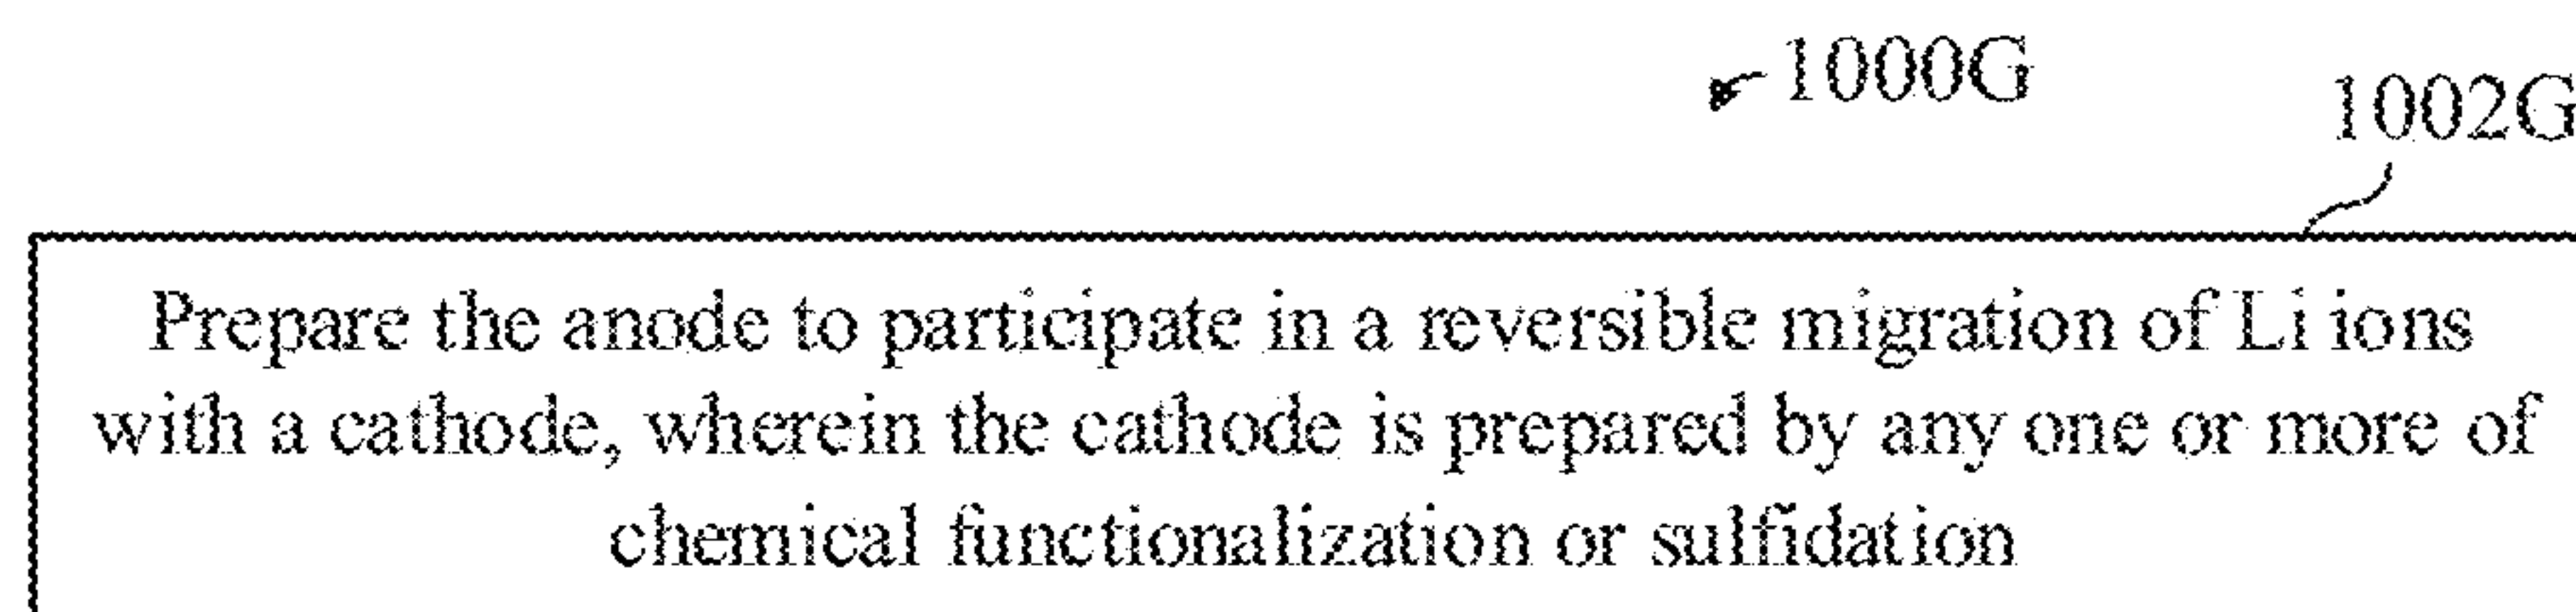 1000G
1002G
Prepare the anode to participate in a reversible migration of Li ions
with a cathode, wherein the cathode is prepared by any one or more of
chemical functionalization or sulfidation